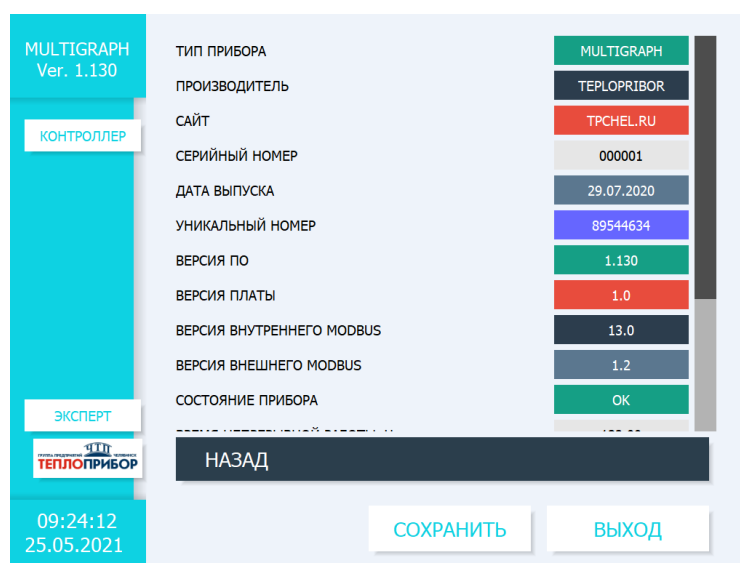 MULTIGRAPH
Ver. 1.130
КОНТРОЛЛЕР
ЭКСПЕРТ
ТЕПЛОПРИБОР
09:24:12
25.05.2021
ТИП ПРИБОРА MULTIGRAPH
ПРОИЗВОДИТЕЛЬ TEPLOPRIBOR
САЙТ TPCHEL.RU
СЕРИЙНЫЙ НОМЕР 000001
ДАТА ВЫПУСКА 29.07.2020
УНИКАЛЬНЫЙ НОМЕР 89544634
ВЕРСИЯ ПО 1.130
ВЕРСИЯ ПЛАТЫ 1.0
ВЕРСИЯ ВНУТРЕННЕГО MODBUS 13.0
ВЕРСИЯ ВНЕШНЕГО MODBUS 1.2
СОСТОЯНИЕ ПРИБОРА OK
НАЗАД
СОХРАНИТЬ ВЫХОД